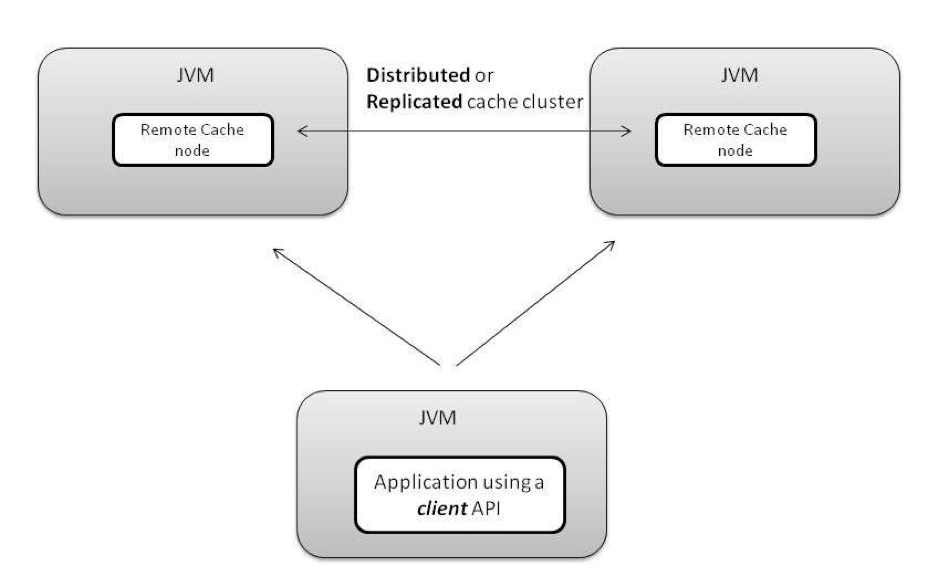 JVM
Remote Cache
node
Distributed or
Replicated cache cluster
JVM
Remote Cache
node
JVM
Application using a
client API